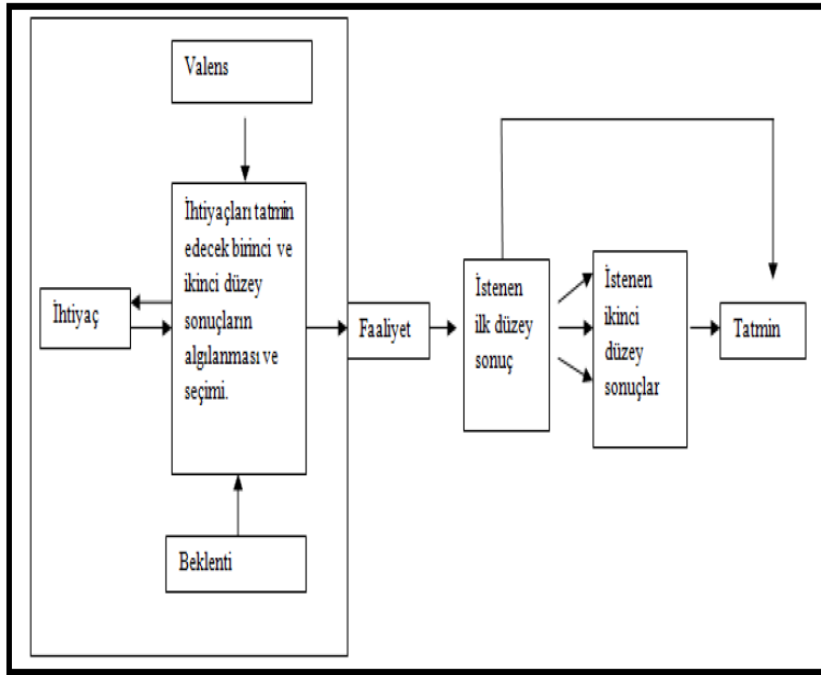 Valens
İhtiyaçları tatmin
edecek birinci ve
ikinci düzey
sonuçların
algılanması ve
seçimi.
İhtiyaç
Beklenti
Faaliyet
İstenen
ilk düzey
sonuç
İstenen
ikinci
düzey
sonuçlar
Tatmin